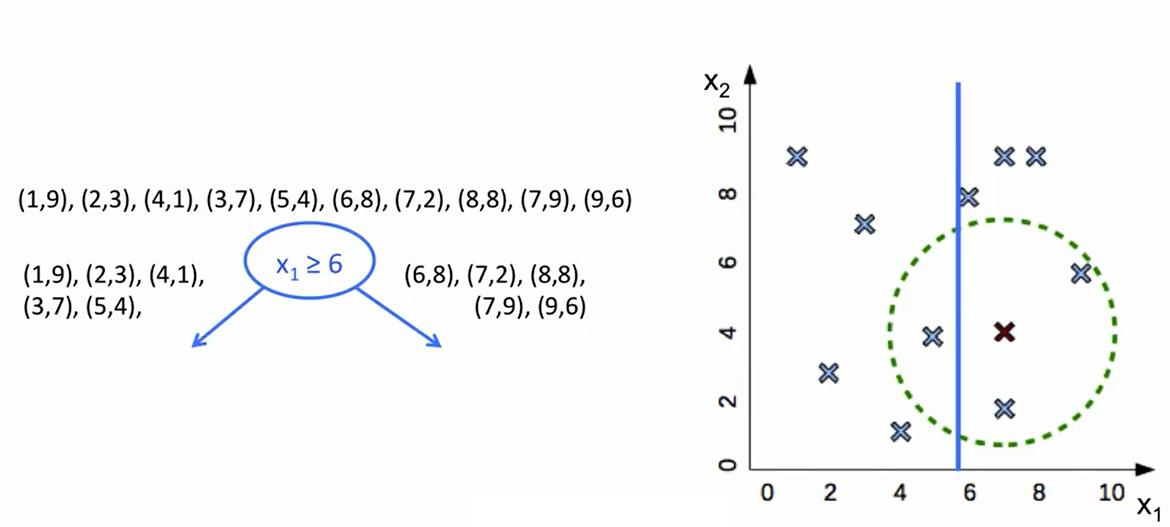 (1,9), (2,3), (4,1), (3,7), (5,4), (6,8), (7,2), (8,8), (7,9), (9,6)
x₁ ≥ 6
(1,9), (2,3), (4,1),
(3,7), (5,4),
(6,8), (7,2), (8,8),
(7,9), (9,6)
x₂
10
8
6
4
2
0
0 2 4 6 8 10
x₁